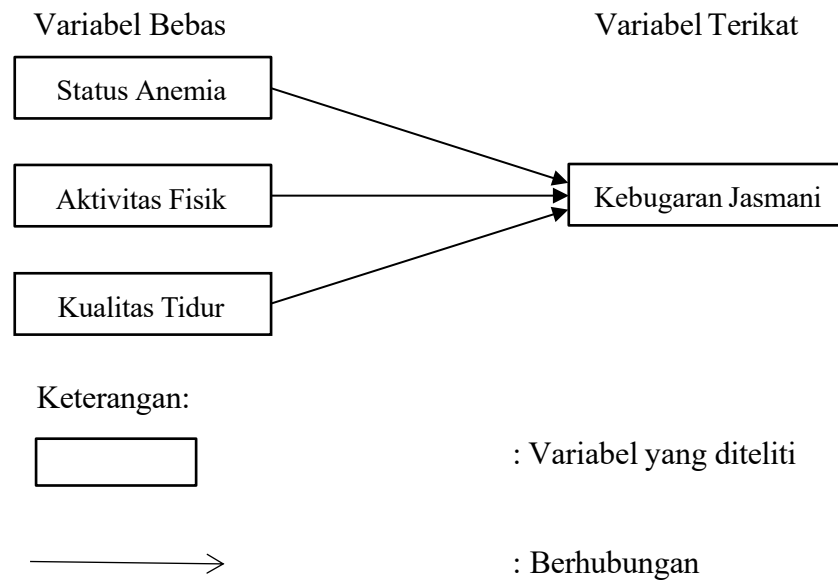 Variabel Bebas
Variabel Terikat
Status Anemia
Aktivitas Fisik
Kebugaran Jasmani
Kualitas Tidur
Keterangan:
: Variabel yang diteliti
: Berhubungan